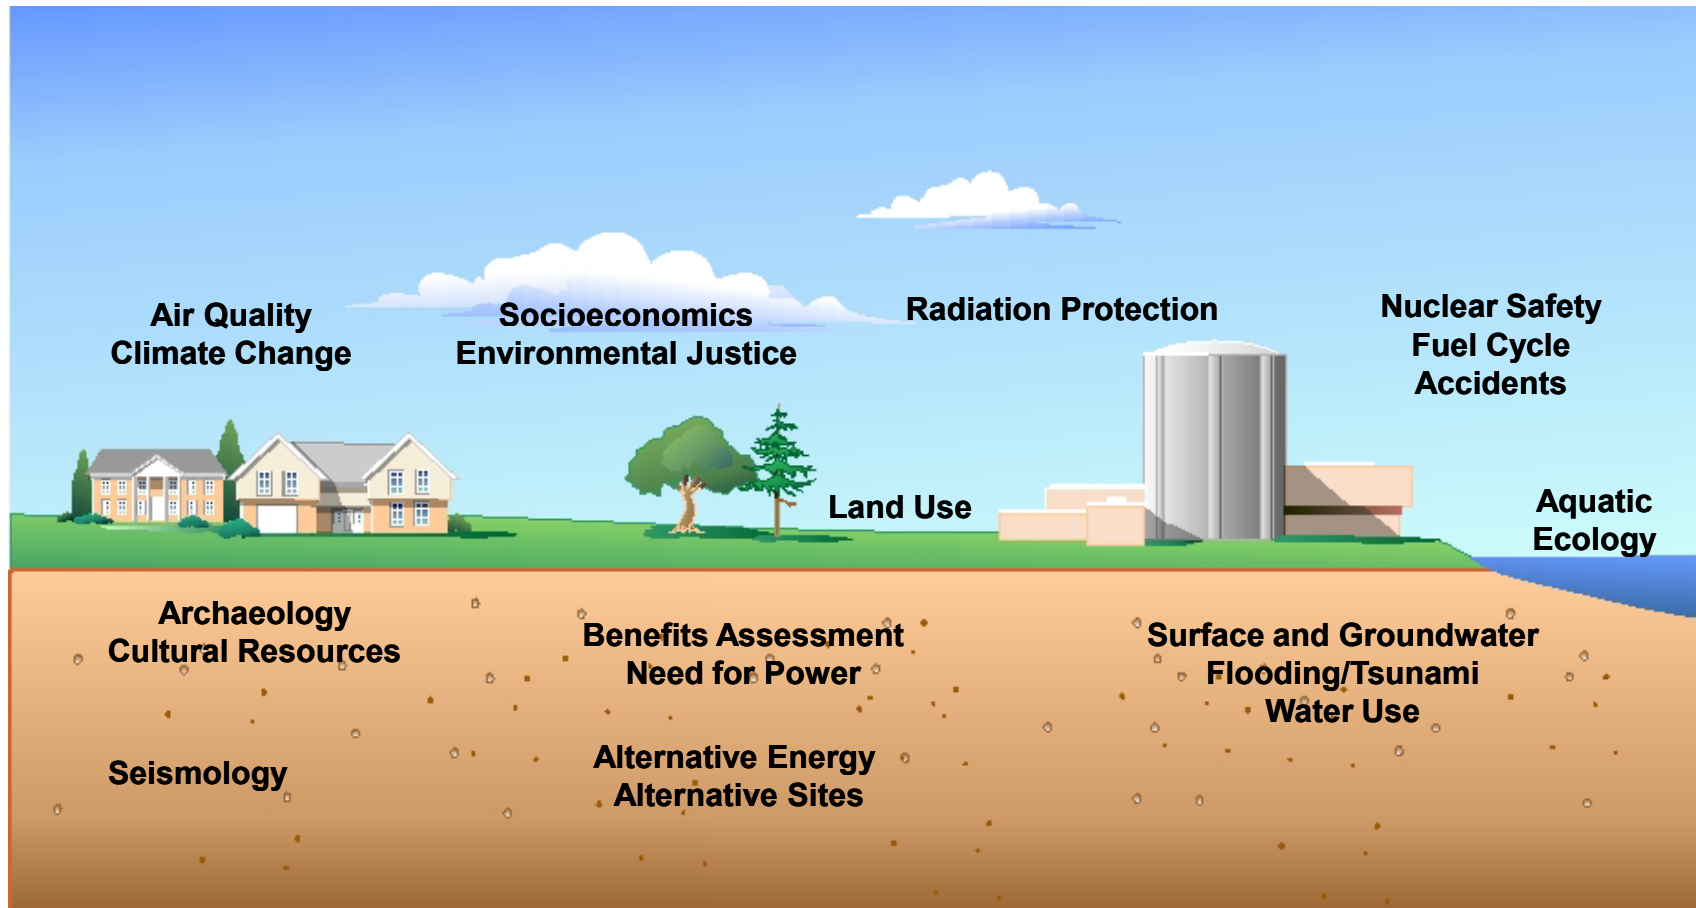 Air Quality
Climate Change
Socioeconomics
Environmental Justice
Radiation Protection
Nuclear Safety
Fuel Cycle
Accidents
Land Use
Aquatic
Ecology
Archaeology
Cultural Resources
Benefits Assessment
Need for Power
Surface and Groundwater
Flooding/Tsunami
Water Use
Seismology
Alternative Energy
Alternative Sites